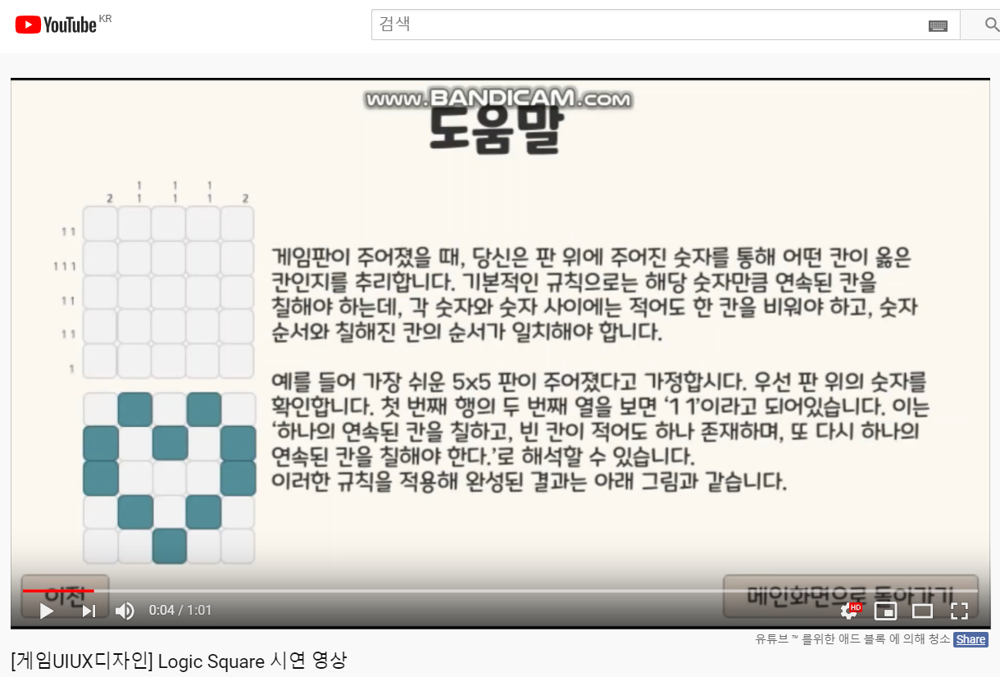 YouTube KR
검색
www.BANDICAM.com
도움말
1 1 1
2 1 1 1 2
1 1
1 1 1
1 1
1 1
1
게임판이 주어졌을 때, 당신은 판 위에 주어진 숫자를 통해 어떤 칸이 옳은
칸인지를 추리합니다. 기본적인 규칙으로는 해당 숫자만큼 연속된 칸을
칠해야 하는데, 각 숫자와 숫자 사이에는 적어도 한 칸을 비워야 하고, 숫자
순서와 칠해진 칸의 순서가 일치해야 합니다.
예를 들어 가장 쉬운 5x5 판이 주어졌다고 가정합시다. 우선 판 위의 숫자를
확인합니다. 첫 번째 행의 두 번째 열을 보면 ‘1 1’이라고 되어있습니다. 이는
‘하나의 연속된 칸을 칠하고, 빈 칸이 적어도 하나 존재하며, 또 다시 하나의
연속된 칸을 칠해야 한다.’로 해석할 수 있습니다.
이러한 규칙을 적용해 완성된 결과는 아래 그림과 같습니다.
이전
메인화면으로 돌아가기
0:04 / 1:01
HD
유튜브 ™ 를위한 애드 블록 에 의해 청소 Share
[게임UIUX디자인] Logic Square 시연 영상